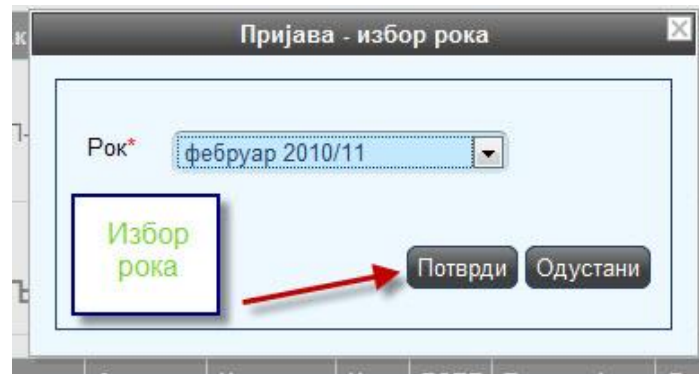 Пријава - избор рока
Рок*
фебруар 2010/11
Избор
рока
Потврди
Одустани